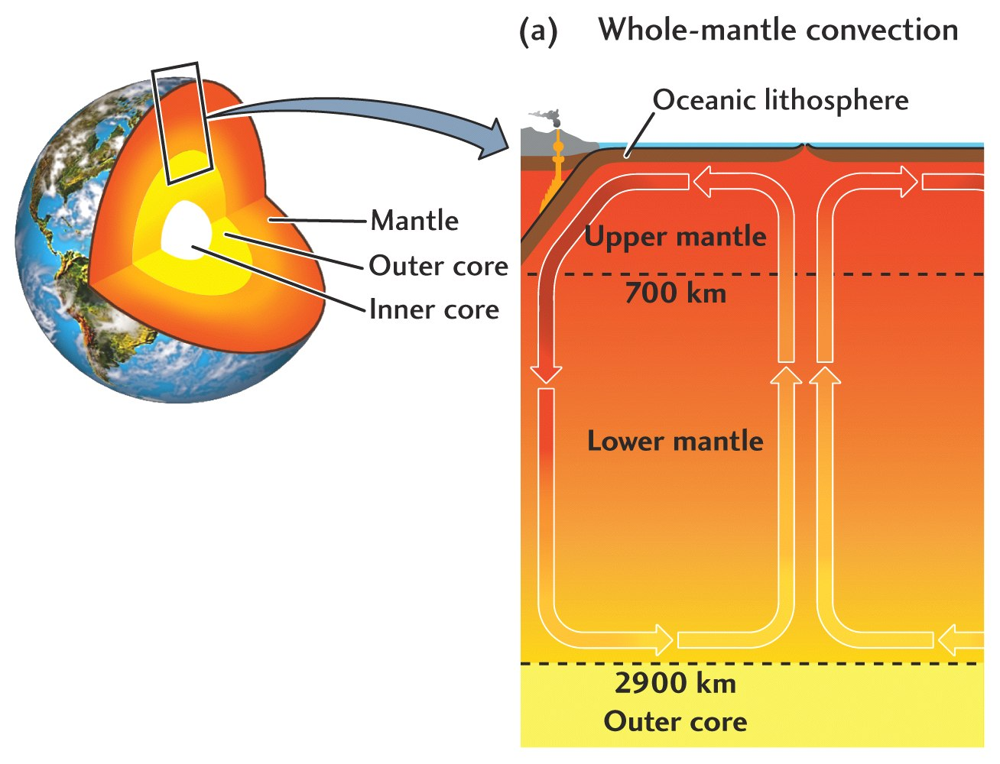 (a) Whole-mantle convection
Oceanic lithosphere
Mantle
Outer core
Inner core
Upper mantle
700 km
Lower mantle
2900 km
Outer core